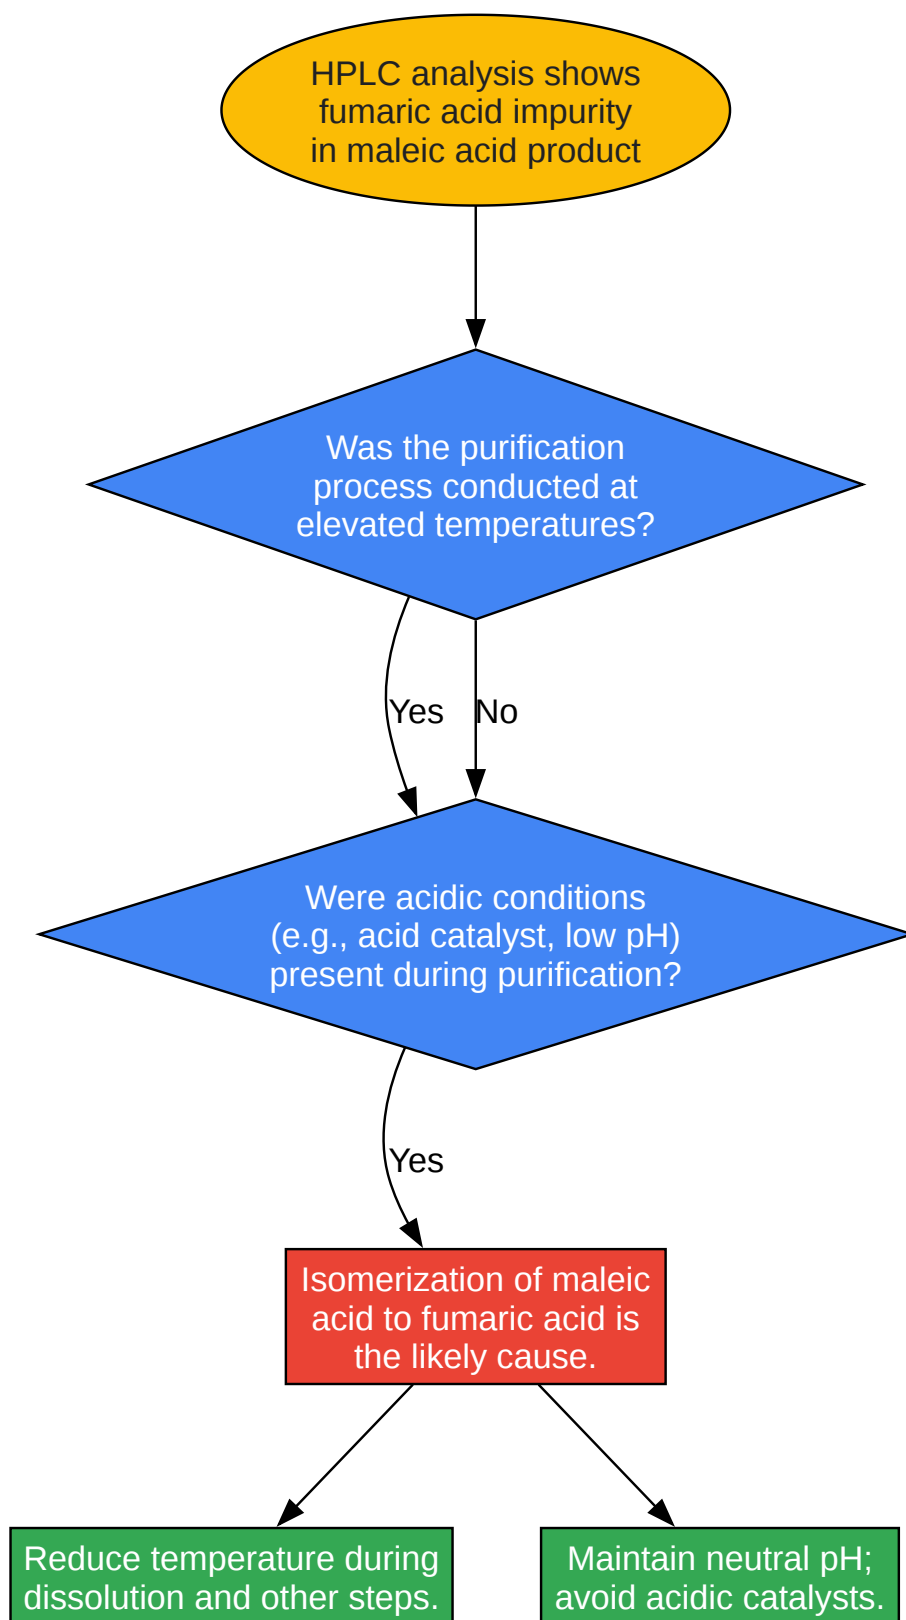 HPLC analysis shows
fumaric acid impurity
in maleic acid product
Was the purification
process conducted at
elevated temperatures?
Yes
No
Were acidic conditions
(e.g., acid catalyst, low pH)
present during purification?
Yes
Isomerization of maleic
acid to fumaric acid is
the likely cause.
Reduce temperature during
dissolution and other steps.
Maintain neutral pH;
avoid acidic catalysts.